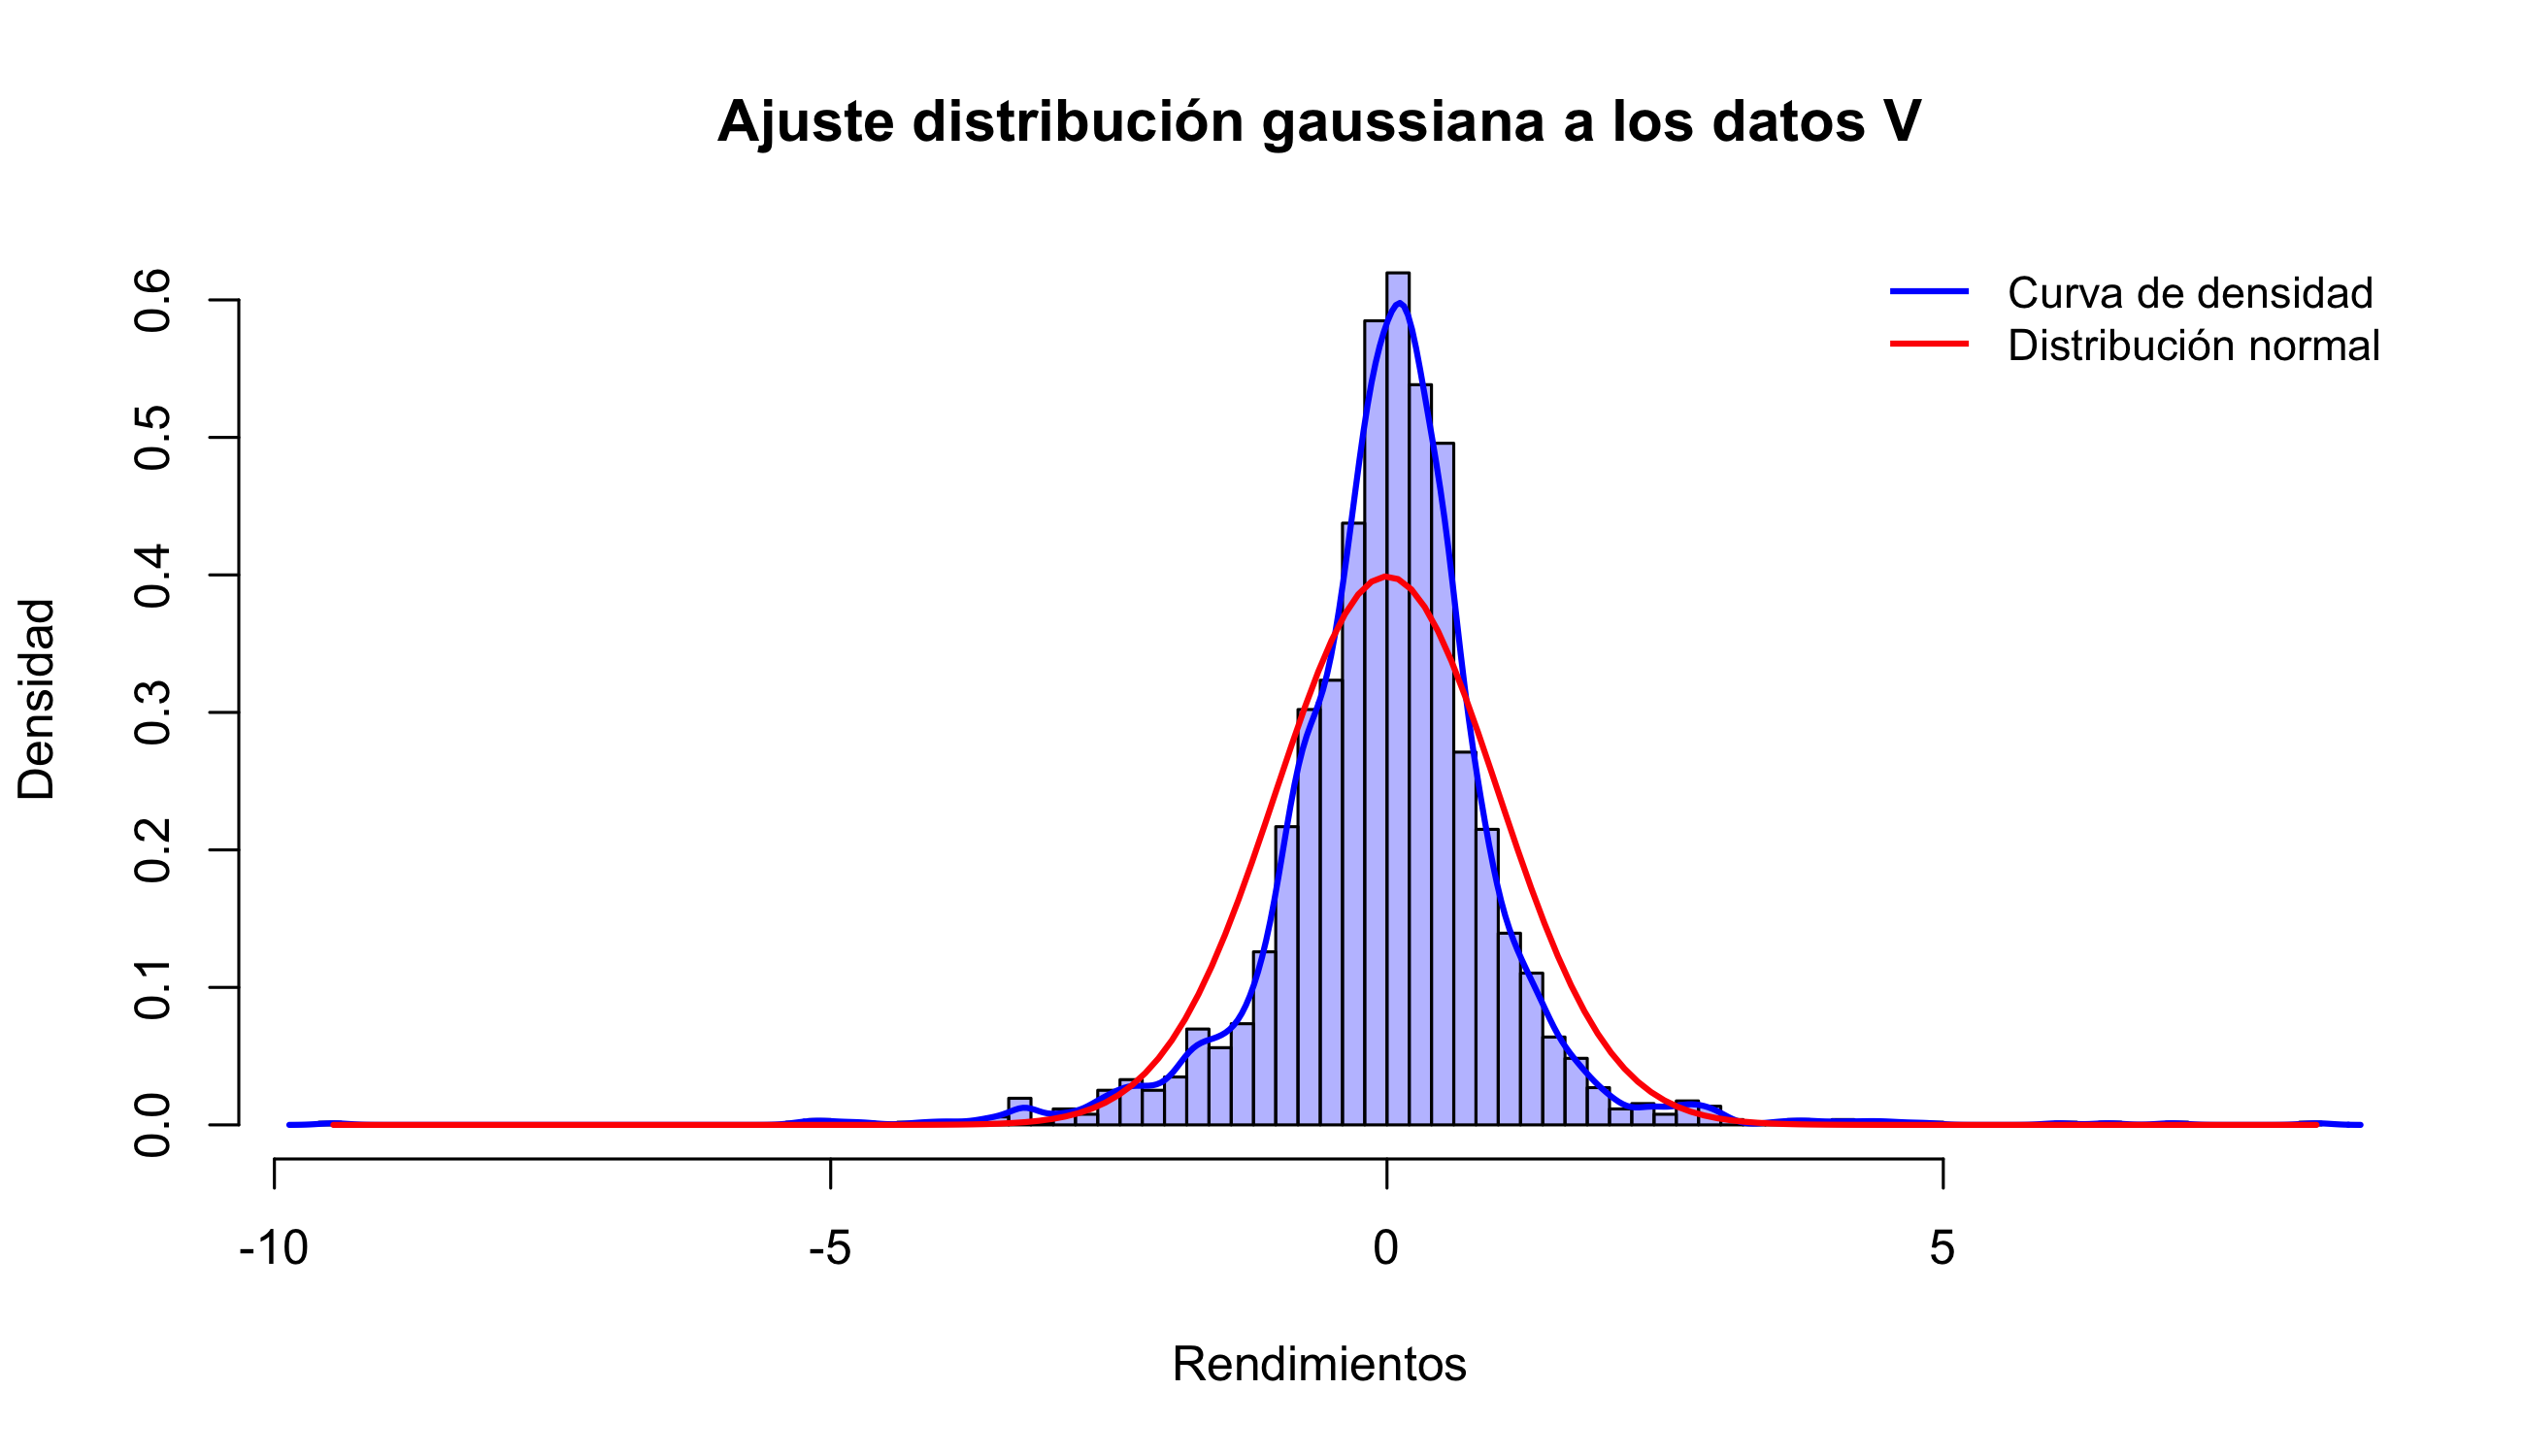 Ajuste distribución gaussiana a los datos V
Curva de densidad
Distribución normal
Densidad
0.6
0.5
0.4
0.3
0.2
0.1
0.0
-10 -5 0 5
Rendimientos